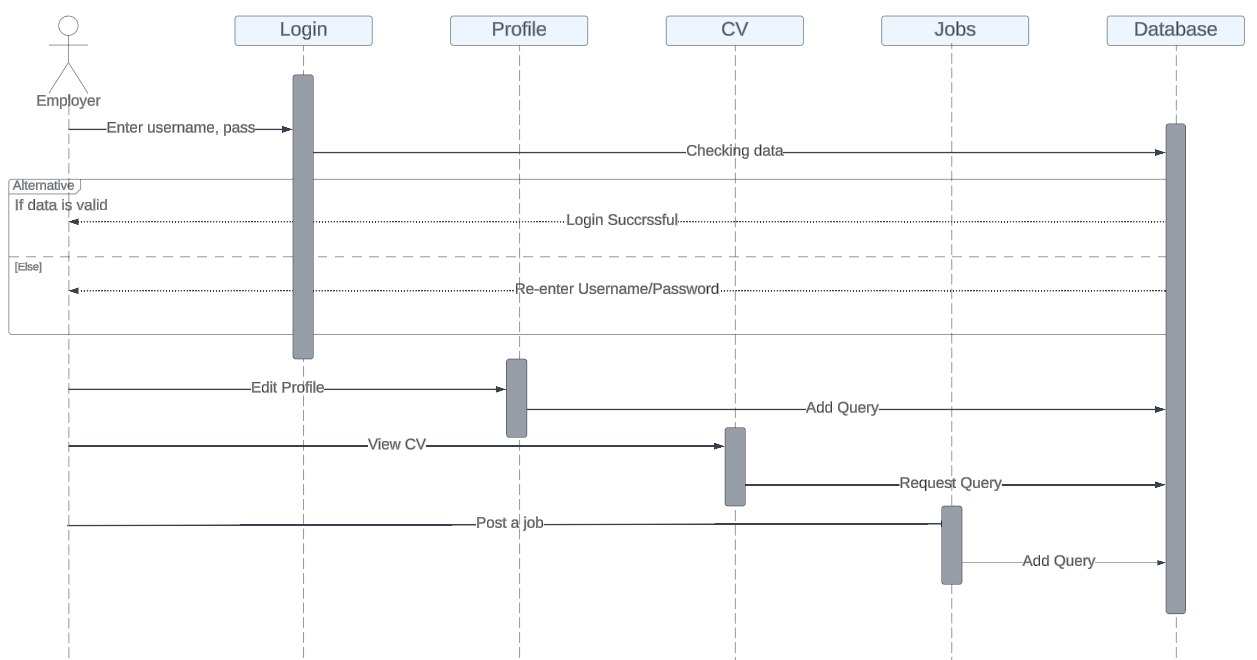 Login
Profile
CV
Jobs
Database
Employer
Enter username, pass
Checking data
Alternative
If data is valid
Login Succrssful
[Else]
Re-enter Username/Password
Edit Profile
Add Query
View CV
Request Query
Post a job
Add Query